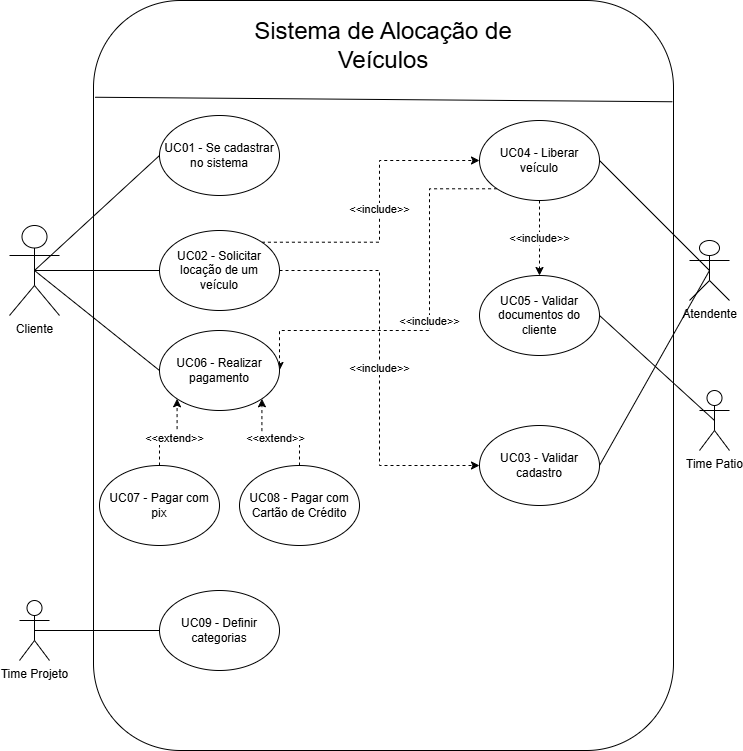 Sistema de Alocação de
Veículos
UC01 - Se cadastrar
no sistema
UC04 - Liberar
veículo
<<include>>
<<include>>
UC02 - Solicitar
locação de um
veículo
Cliente
UC05 - Validar
documentos do
cliente
Atendente
<<include>>
UC06 - Realizar
pagamento
<<include>>
<<extend>>
<<extend>>
UC03 - Validar
cadastro
Time Patio
UC07 - Pagar com
pix
UC08 - Pagar com
Cartão de Crédito
UC09 - Definir
categorias
Time Projeto